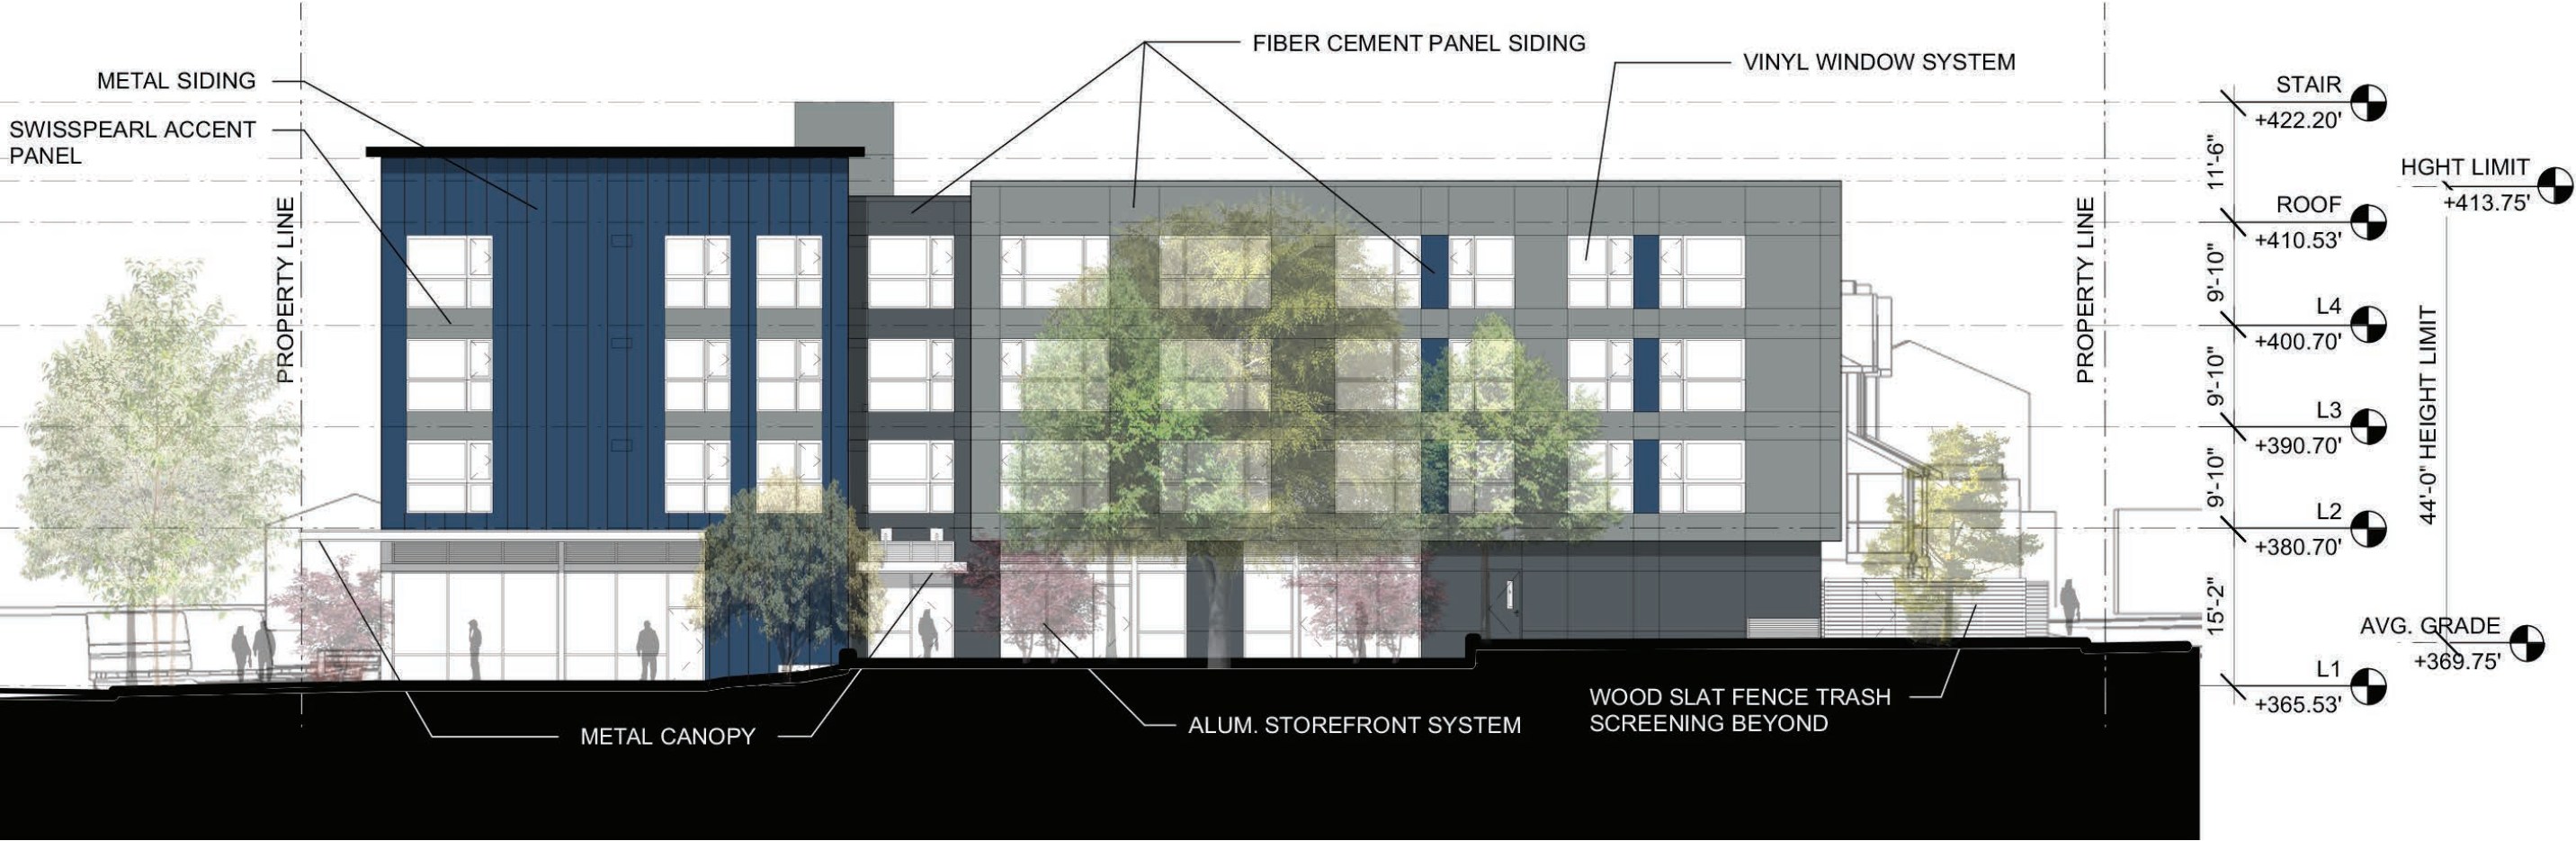 FIBER CEMENT PANEL SIDING
VINYL WINDOW SYSTEM
METAL SIDING
SWISSPEARL ACCENT
PANEL
PROPERTY LINE
PROPERTY LINE
STAIR
+422.20'
11'-6"
HGHT LIMIT
+413.75'
ROOF
+410.53'
9'-10"
L4
+400.70'
9'-10"
L3
+390.70'
44'-0" HEIGHT LIMIT
9'-10"
L2
+380.70'
15'-2"
AVG. GRADE
+369.75'
L1
+365.53'
METAL CANOPY
ALUM. STOREFRONT SYSTEM
WOOD SLAT FENCE TRASH
SCREENING BEYOND